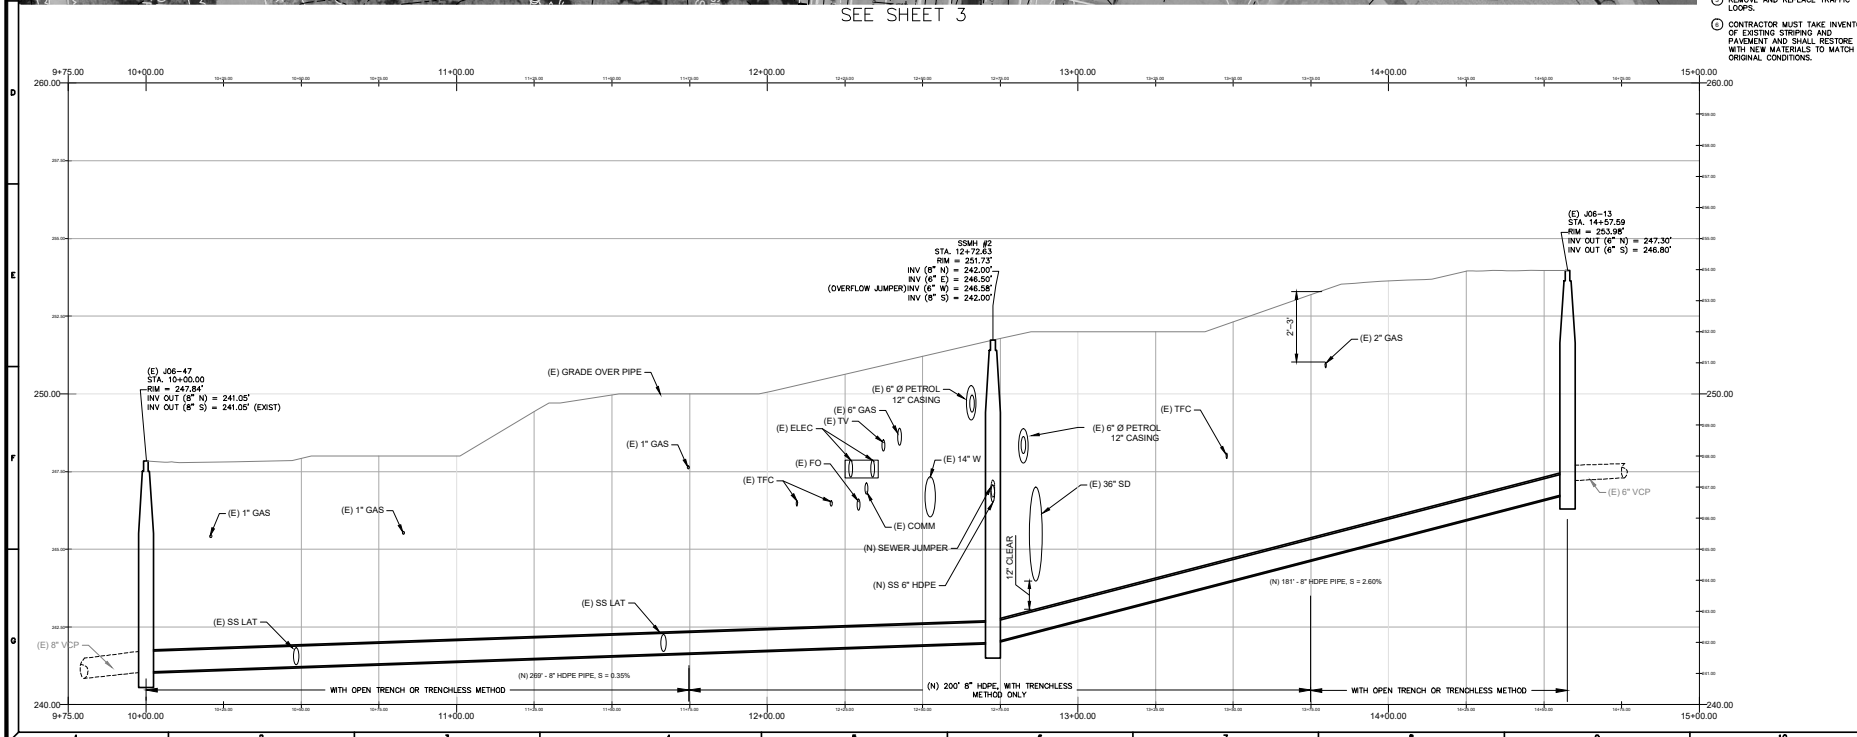 SEE SHEET 3
5 REMOVE AND REPLACE TRAFFIC
LOOPS.
6 CONTRACTOR MUST TAKE INVENTO
OF EXISTING STRIPING AND
PAVEMENT AND SHALL RESTORE
WITH NEW MATERIALS TO MATCH
ORIGINAL CONDITIONS.
9+75.00 10+00.00 11+00.00 12+00.00 13+00.00 14+00.00 15+00.00
260.00 260.00
D
(E) J06-13
STA. 14+57.59
RIM = 253.98'
INV OUT (6" N) = 247.30'
INV OUT (6" S) = 246.80'
SSMH #2
STA. 12+72.63
RIM = 251.73'
INV (8" N) = 242.00'
INV (6" E) = 246.50'
(OVERFLOW JUMPER)INV (6" W) = 246.58'
INV (8" S) = 242.00'
E
2'-3'
(E) 2" GAS
(E) J06-47
STA. 10+00.00
RIM = 247.84'
INV OUT (8" N) = 241.05'
INV OUT (8" S) = 241.05' (EXIST)
(E) GRADE OVER PIPE
250.00 250.00
(E) 6" Ø PETROL
12" CASING
(E) 6" GAS
(E) TV
(E) ELEC
(E) TFC
(E) 6" Ø PETROL
12" CASING
(E) 1" GAS
(E) FO
(E) 14" W
F
(E) TFC
(E) 36" SD
(E) 6" VCP
(E) 1" GAS
(E) 1" GAS
(E) COMM
(N) SEWER JUMPER
12" CLEAR
(N) SS 6" HDPE
(N) 181' - 8" HDPE PIPE, S = 2.60%
(E) SS LAT
(E) SS LAT
(E) 8" VCP
G
(N) 269' - 8" HDPE PIPE, S = 0.35%
WITH OPEN TRENCH OR TRENCHLESS METHOD
(N) 200' 8" HDPE, WITH TRENCHLESS
METHOD ONLY
WITH OPEN TRENCH OR TRENCHLESS METHOD
240.00 240.00
9+75.00 10+00.00 11+00.00 12+00.00 13+00.00 14+00.00 15+00.00